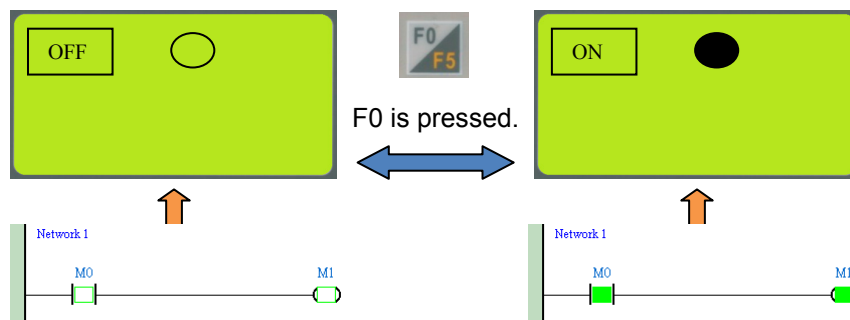 OFF
F0
F5
ON
F0 is pressed.
Network 1
Network 1
M0
M1
M0
M1